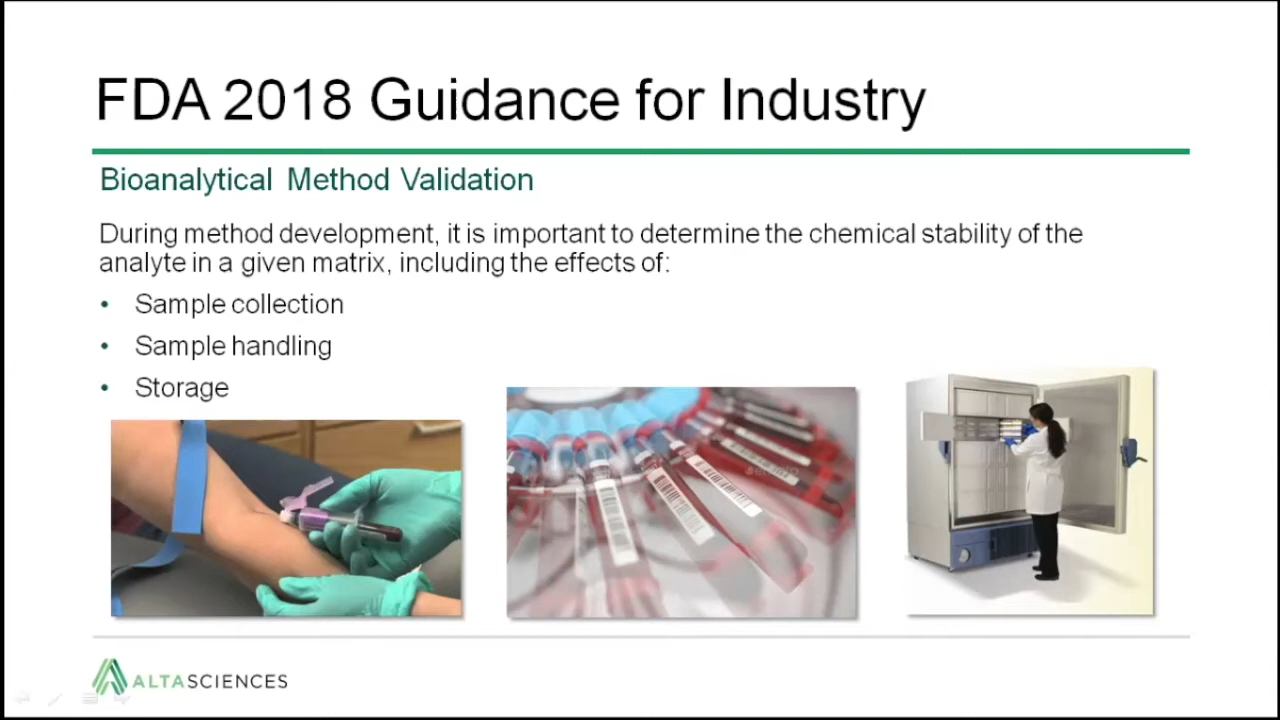 FDA 2018 Guidance for Industry
Bioanalytical Method Validation
During method development, it is important to determine the chemical stability of the
analyte in a given matrix, including the effects of:
• Sample collection
• Sample handling
• Storage
ALTASCIENCES